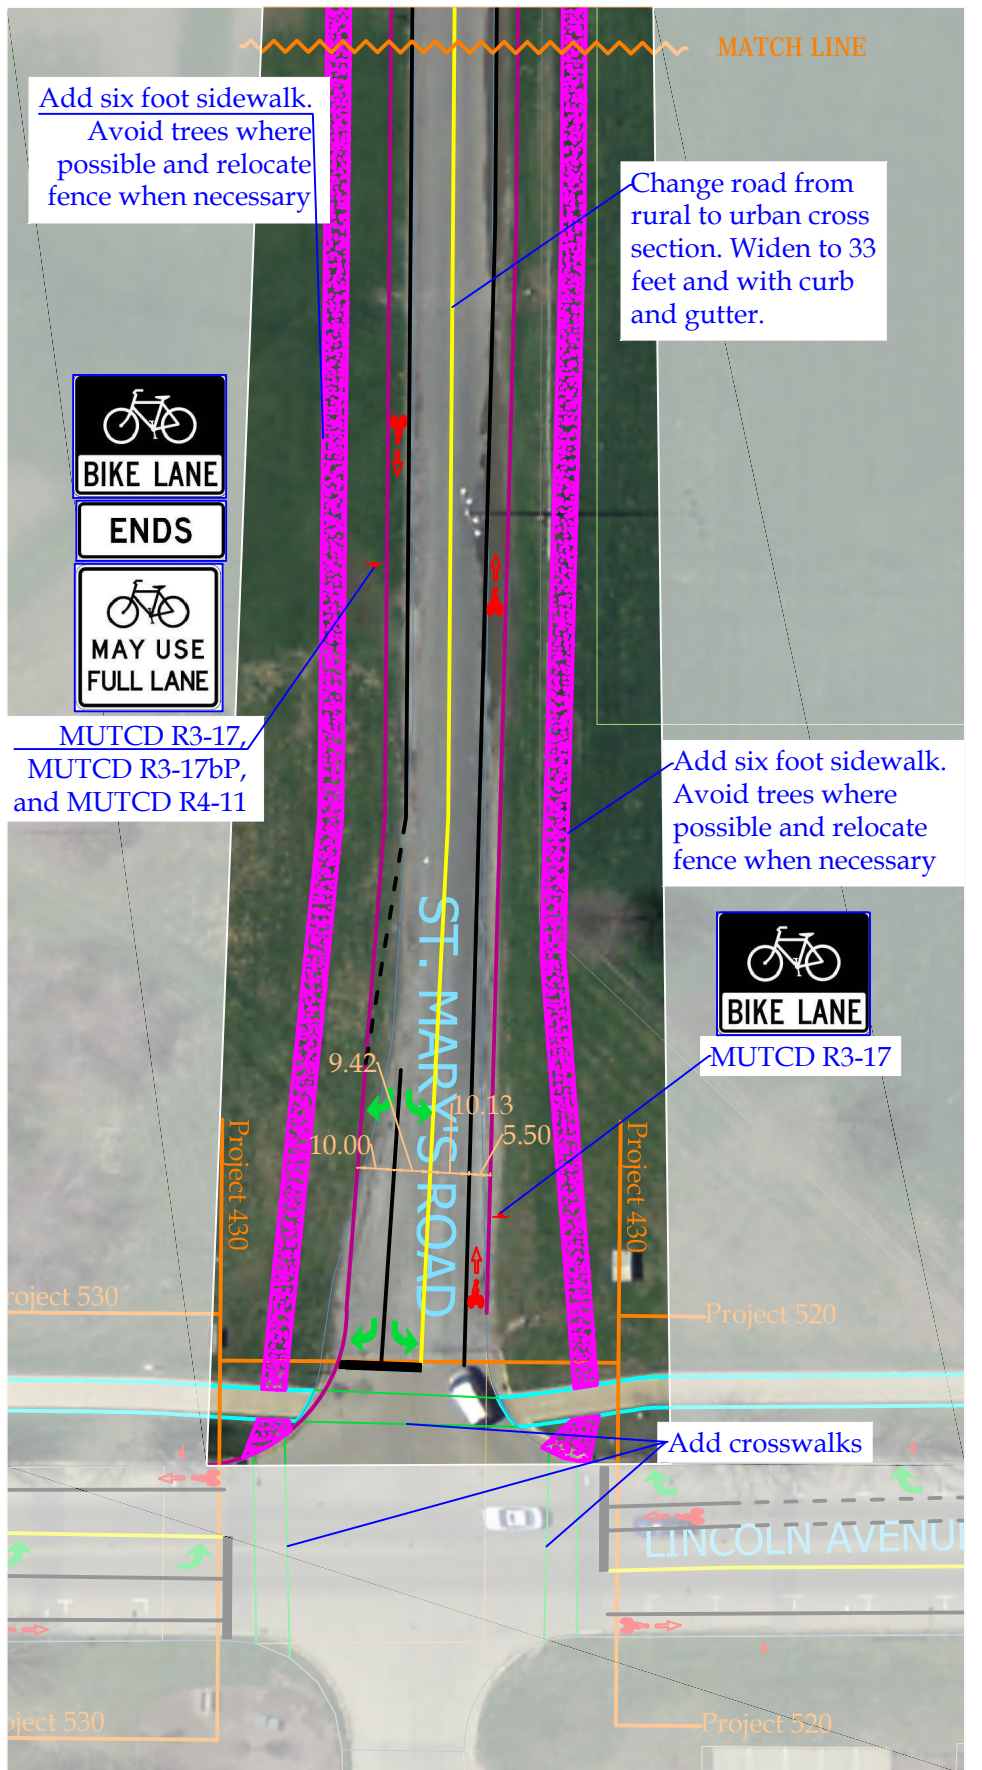 MATCH LINE
Add six foot sidewalk.
Avoid trees where
possible and relocate
fence when necessary
Change road from
rural to urban cross
section. Widen to 33
feet and with curb
and gutter.
BIKE LANE
ENDS
MAY USE
FULL LANE
MUTCD R3-17,
MUTCD R3-17bP,
and MUTCD R4-11
Add six foot sidewalk.
Avoid trees where
possible and relocate
fence when necessary
BIKE LANE
MUTCD R3-17
ST. MARY'S ROAD
9.42
10.13
10.00
5.50
Project 430
Project 430
roject 530
Project 520
Add crosswalks
LINCOLN AVENUE
oject 530
Project 520